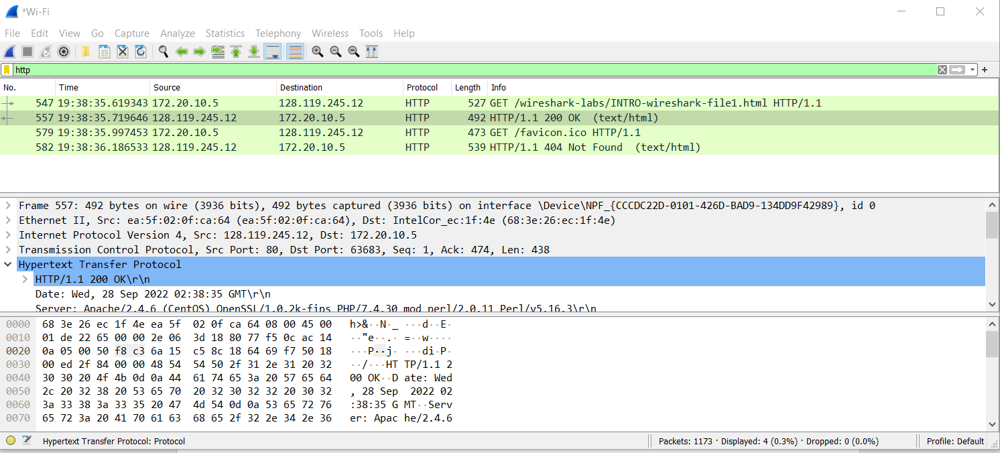 *Wi-Fi
File Edit View Go Capture Analyze Statistics Telephony Wireless Tools Help
http
No. Time Source Destination Protocol Length Info
547 19:38:35.619343 172.20.10.5 128.119.245.12 HTTP 527 GET /wireshark-labs/INTRO-wireshark-file1.html HTTP/1.1
557 19:38:35.719646 128.119.245.12 172.20.10.5 HTTP 492 HTTP/1.1 200 OK (text/html)
579 19:38:35.997453 172.20.10.5 128.119.245.12 HTTP 473 GET /favicon.ico HTTP/1.1
582 19:38:36.186533 128.119.245.12 172.20.10.5 HTTP 539 HTTP/1.1 404 Not Found (text/html)
Frame 557: 492 bytes on wire (3936 bits), 492 bytes captured (3936 bits) on interface \Device\NPF_{CCCDC22D-0101-426D-BAD9-134DD9F42989}, id 0
Ethernet II, Src: ea:5f:02:0f:ca:64 (ea:5f:02:0f:ca:64), Dst: IntelCor_ec:1f:4e (68:3e:26:ec:1f:4e)
Internet Protocol Version 4, Src: 128.119.245.12, Dst: 172.20.10.5
Transmission Control Protocol, Src Port: 80, Dst Port: 63683, Seq: 1, Ack: 474, Len: 438
Hypertext Transfer Protocol
HTTP/1.1 200 OK\r\n
Date: Wed, 28 Sep 2022 02:38:35 GMT\r\n
Server: Apache/2.4.6 (CentOS) OpenSSL/1.0.2k-fips PHP/7.4.30 mod_perl/2.0.11 Perl/v5.16.3\r\n
0000 68 3e 26 ec 1f 4e ea 5f 02 0f ca 64 08 00 45 00 h>&··N·_ ···d··E·
0010 01 de 22 65 00 00 2e 06 3d 18 80 77 f5 0c ac 14 ··"e··.· =··w····
0020 0a 05 00 50 f8 c3 6a 15 c5 8c 18 64 69 f7 50 18 ···P··j· ···di·P·
0030 00 ed 2f 84 00 00 48 54 54 50 2f 31 2e 31 20 32 ··/···HT TP/1.1 2
0040 30 30 20 4f 4b 0d 0a 44 61 74 65 3a 20 57 65 64 00 OK··D ate: Wed
0050 2c 20 32 38 20 53 65 70 20 32 30 32 32 20 30 32 , 28 Sep 2022 02
0060 3a 33 38 3a 33 35 20 47 4d 54 0d 0a 53 65 72 76 :38:35 G MT··Serv
0070 65 72 3a 20 41 70 61 63 68 65 2f 32 2e 34 2e 36 er: Apac he/2.4.6
Hypertext Transfer Protocol: Protocol Packets: 1173 · Displayed: 4 (0.3%) · Dropped: 0 (0.0%) Profile: Default